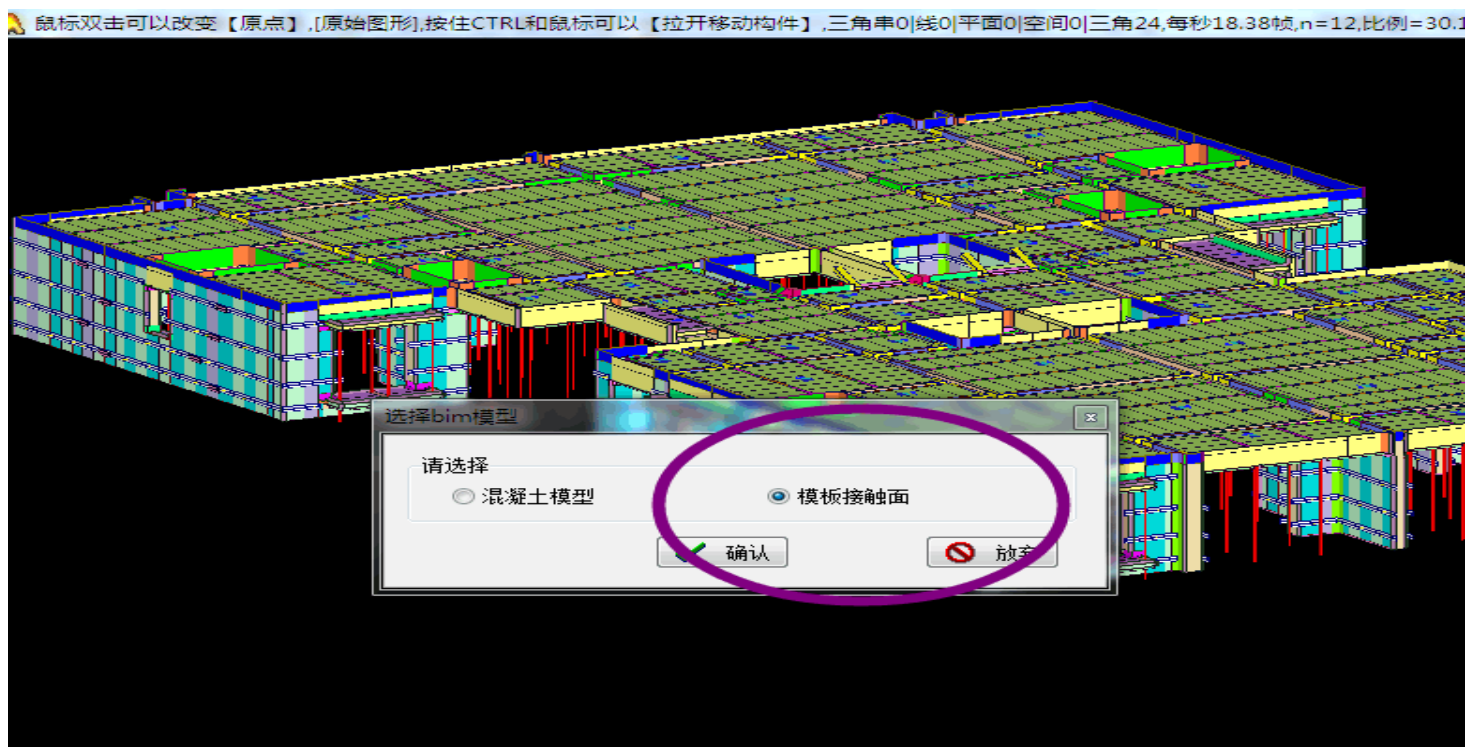 鼠标双击可以改变【原点】,[原始图形],按住CTRL和鼠标可以【拉开移动构件】,三角串0|线0|平面0|空间0|三角24,每秒18.38帧,n=12,比例=30.1
选择bim模型
请选择
混凝土模型
模板接触面
确认
放弃